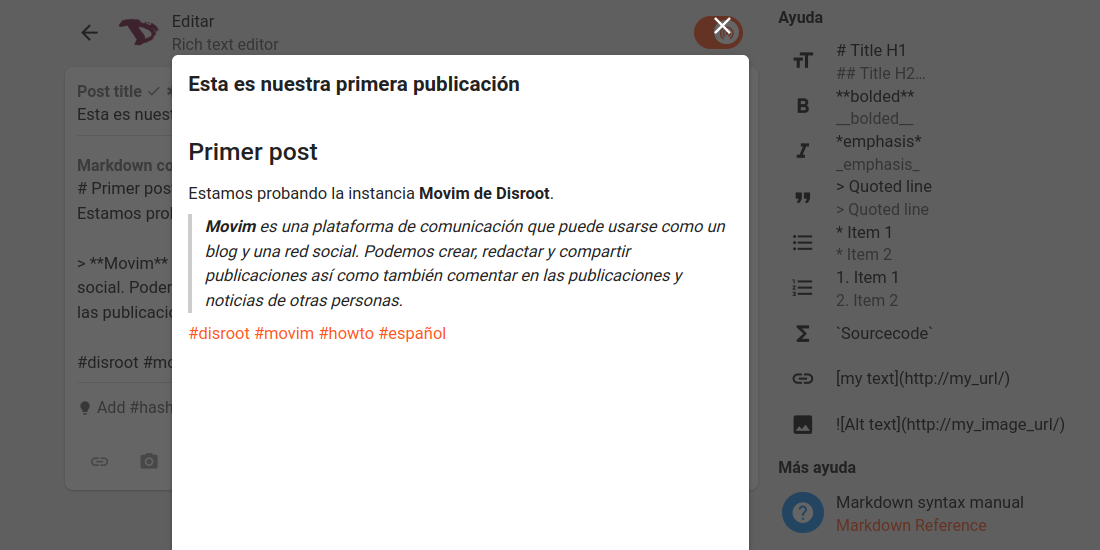 Editar
Rich text editor
Post title
Esta es nuest
Markdown co
# Primer pos
Estamos prol
> **Movim**
social. Poder
las publicacio
#disroot #mo
Add #hash
Esta es nuestra primera publicación
Primer post
Estamos probando la instancia Movim de Disroot.
Movim es una plataforma de comunicación que puede usarse como un
blog y una red social. Podemos crear, redactar y compartir
publicaciones así como también comentar en las publicaciones y
noticias de otras personas.
#disroot #movim #howto #español
Ayuda
# Title H1
## Title H2...
**bolded**
__bolded__
*emphasis*
_emphasis_
> Quoted line
> Quoted line
* Item 1
* Item 2
1. Item 1
2. Item 2
`Sourcecode`
[my text](http://my_url/)
![Alt text](http://my_image_url/)
Más ayuda
Markdown syntax manual
Markdown Reference